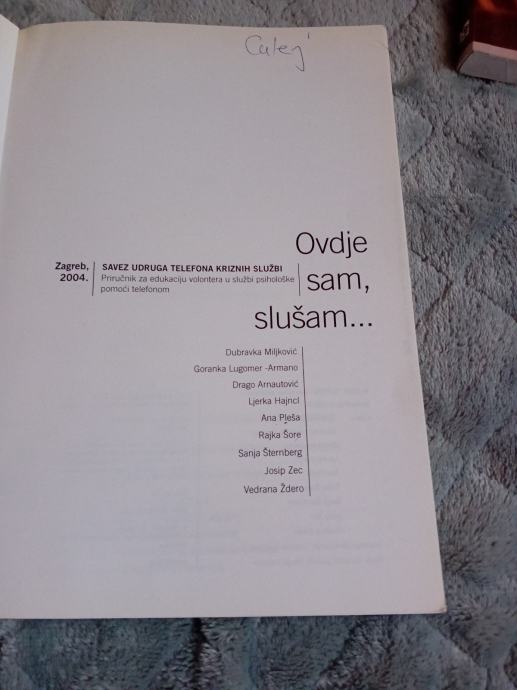 Ovdje
sam,
slušam...
Zagreb,
2004.
SAVEZ UDRUGA TELEFONA KRIZNIH SLUŽBI
Priručnik za edukaciju volontera u službi psihološke
pomoći telefonom
Dubravka Miljković
Goranka Lugomer -Armano
Drago Arnautović
Ljerka Hajncl
Ana Pleša
Rajka Šore
Sanja Šternberg
Josip Zec
Vedrana Ždero